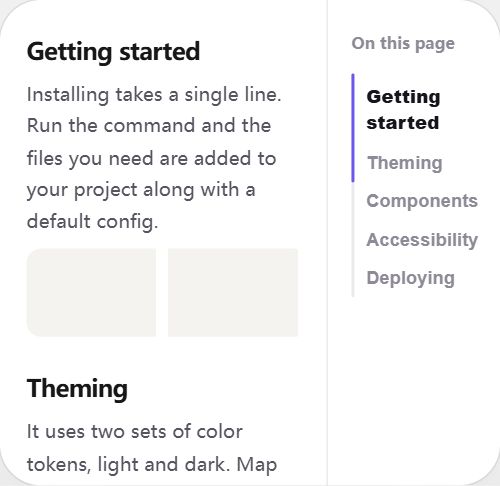 Getting started
Installing takes a single line.
Run the command and the
files you need are added to
your project along with a
default config.
Theming
It uses two sets of color
tokens, light and dark. Map
On this page
Getting
started
Theming
Components
Accessibility
Deploying